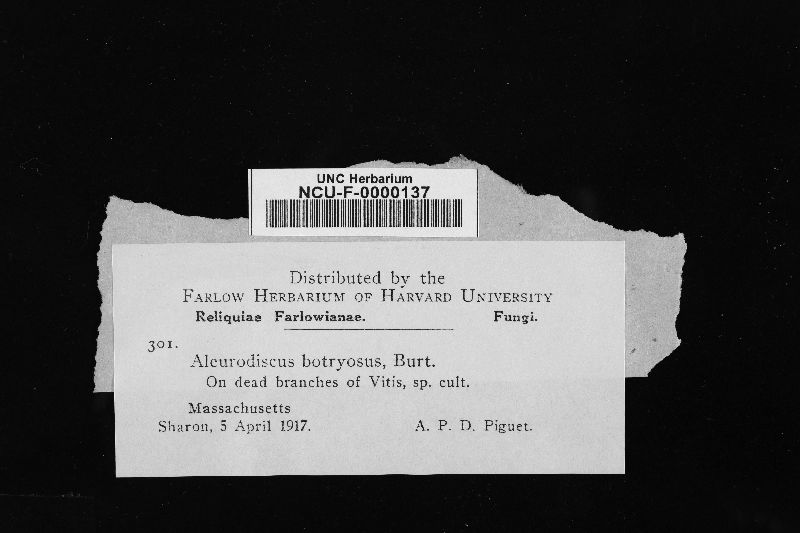 UNC Herbarium
NCU-F-0000137
Distributed by the
FARLOW HERBARIUM OF HARVARD UNIVERSITY
Reliquiae Farlowianae. Fungi.
301.
Aleurodiscus botryosus, Burt.
On dead branches of Vitis, sp. cult.
Massachusetts
Sharon, 5 April 1917. A. P. D. Piguet.